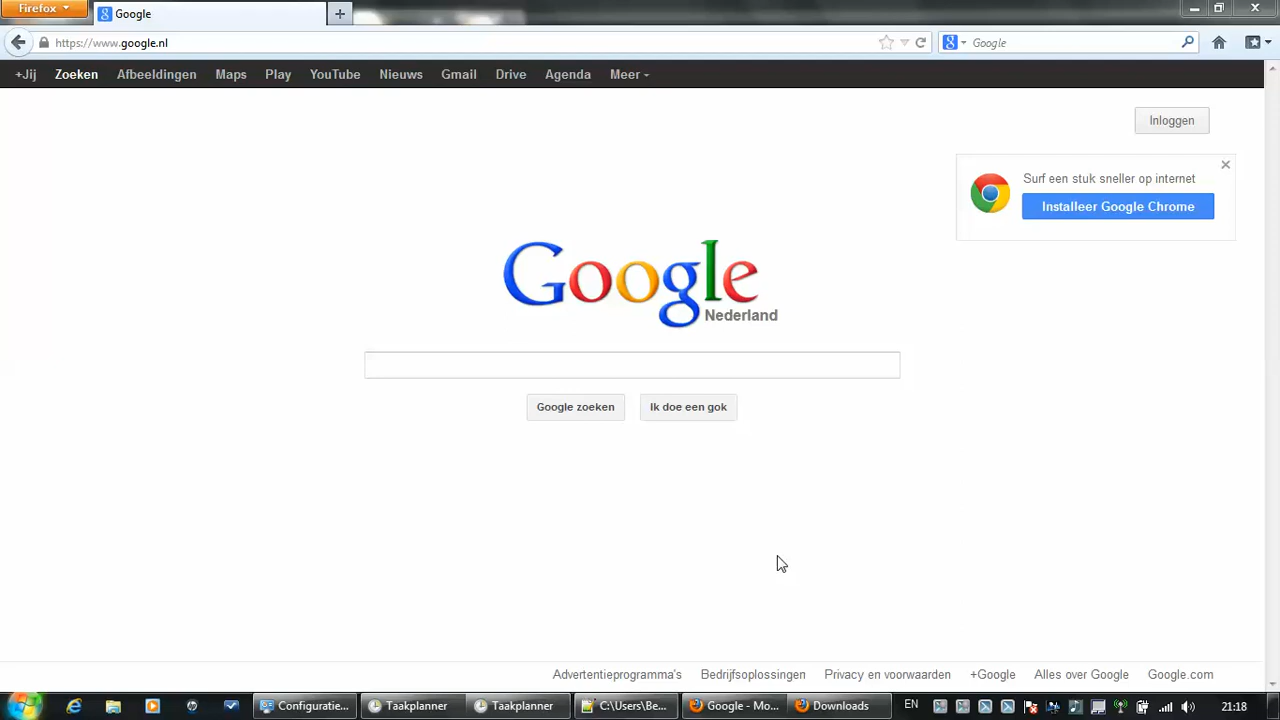 Firefox
Google
https://www.google.nl
Google
+Jij Zoeken Afbeeldingen Maps Play YouTube Nieuws Gmail Drive Agenda Meer
Inloggen
Surf een stuk sneller op internet
Installeer Google Chrome
Google
Nederland
Google zoeken Ik doe een gok
Advertentieprogramma's Bedrijfsoplossingen Privacy en voorwaarden +Google Alles over Google Google.com
Configuratie... Taakplanner Taakplanner C:\Users\Be... Google - Mo... Downloads EN 21:18